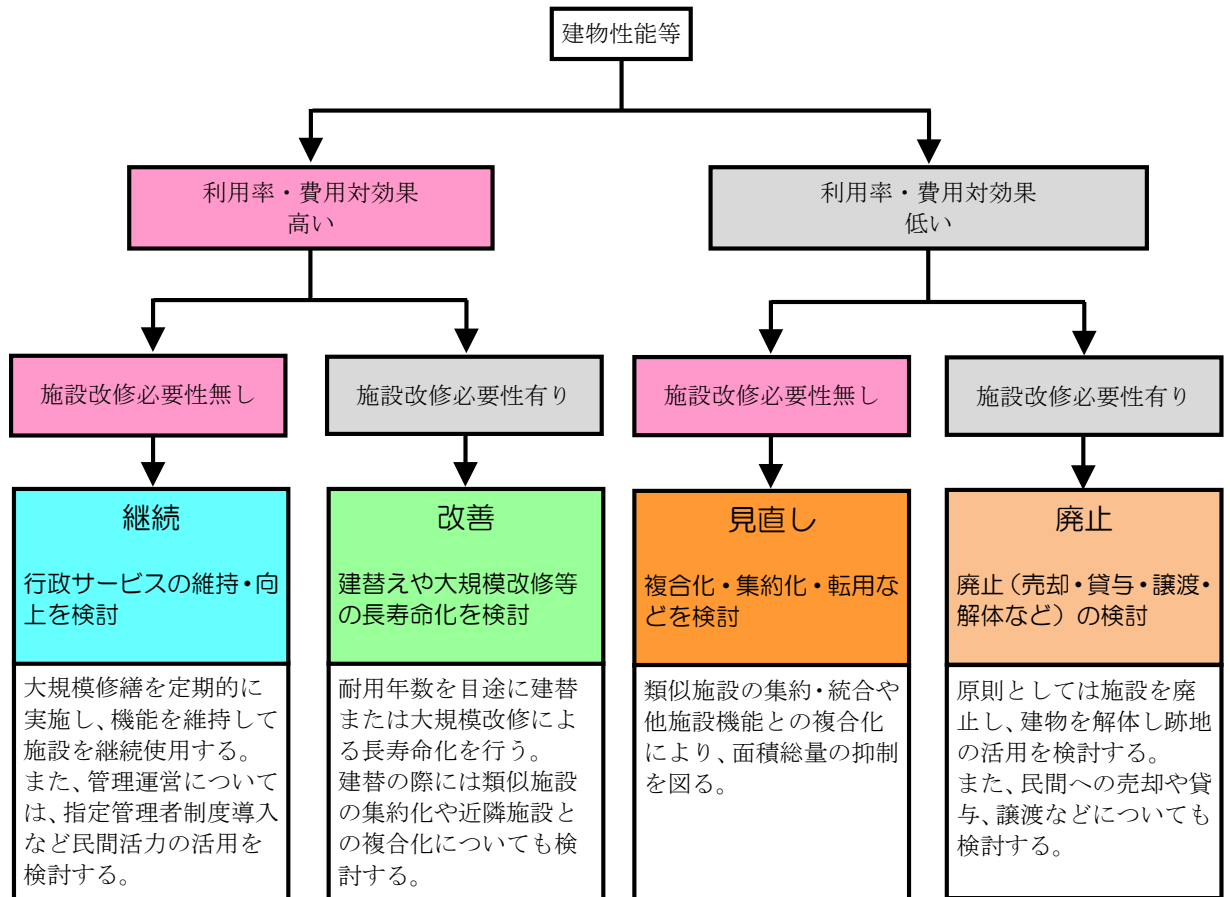 建物性能等
利用率・費用対効果
高い
利用率・費用対効果
低い
施設改修必要性無し
施設改修必要性有り
施設改修必要性無し
施設改修必要性有り
継続
行政サービスの維持・向
上を検討
大規模修繕を定期的に
実施し、機能を維持して
施設を継続使用する。
また、管理運営について
は、指定管理者制度導入
など民間活力の活用を
検討する。
改善
建替えや大規模改修等
の長寿命化を検討
耐用年数を目途に建替
または大規模改修によ
る長寿命化を行う。
建替の際には類似施設
の集約化や近隣施設と
の複合化についても検
討する。
見直し
複合化・集約化・転用な
どを検討
類似施設の集約・統合や
他施設機能との複合化
により、面積総量の抑制
を図る。
廃止
廃止（売却・貸与・譲渡・
解体など）の検討
原則としては施設を廃
止し、建物を解体し跡地
の活用を検討する。
また、民間への売却や貸
与、譲渡などについても
検討する。